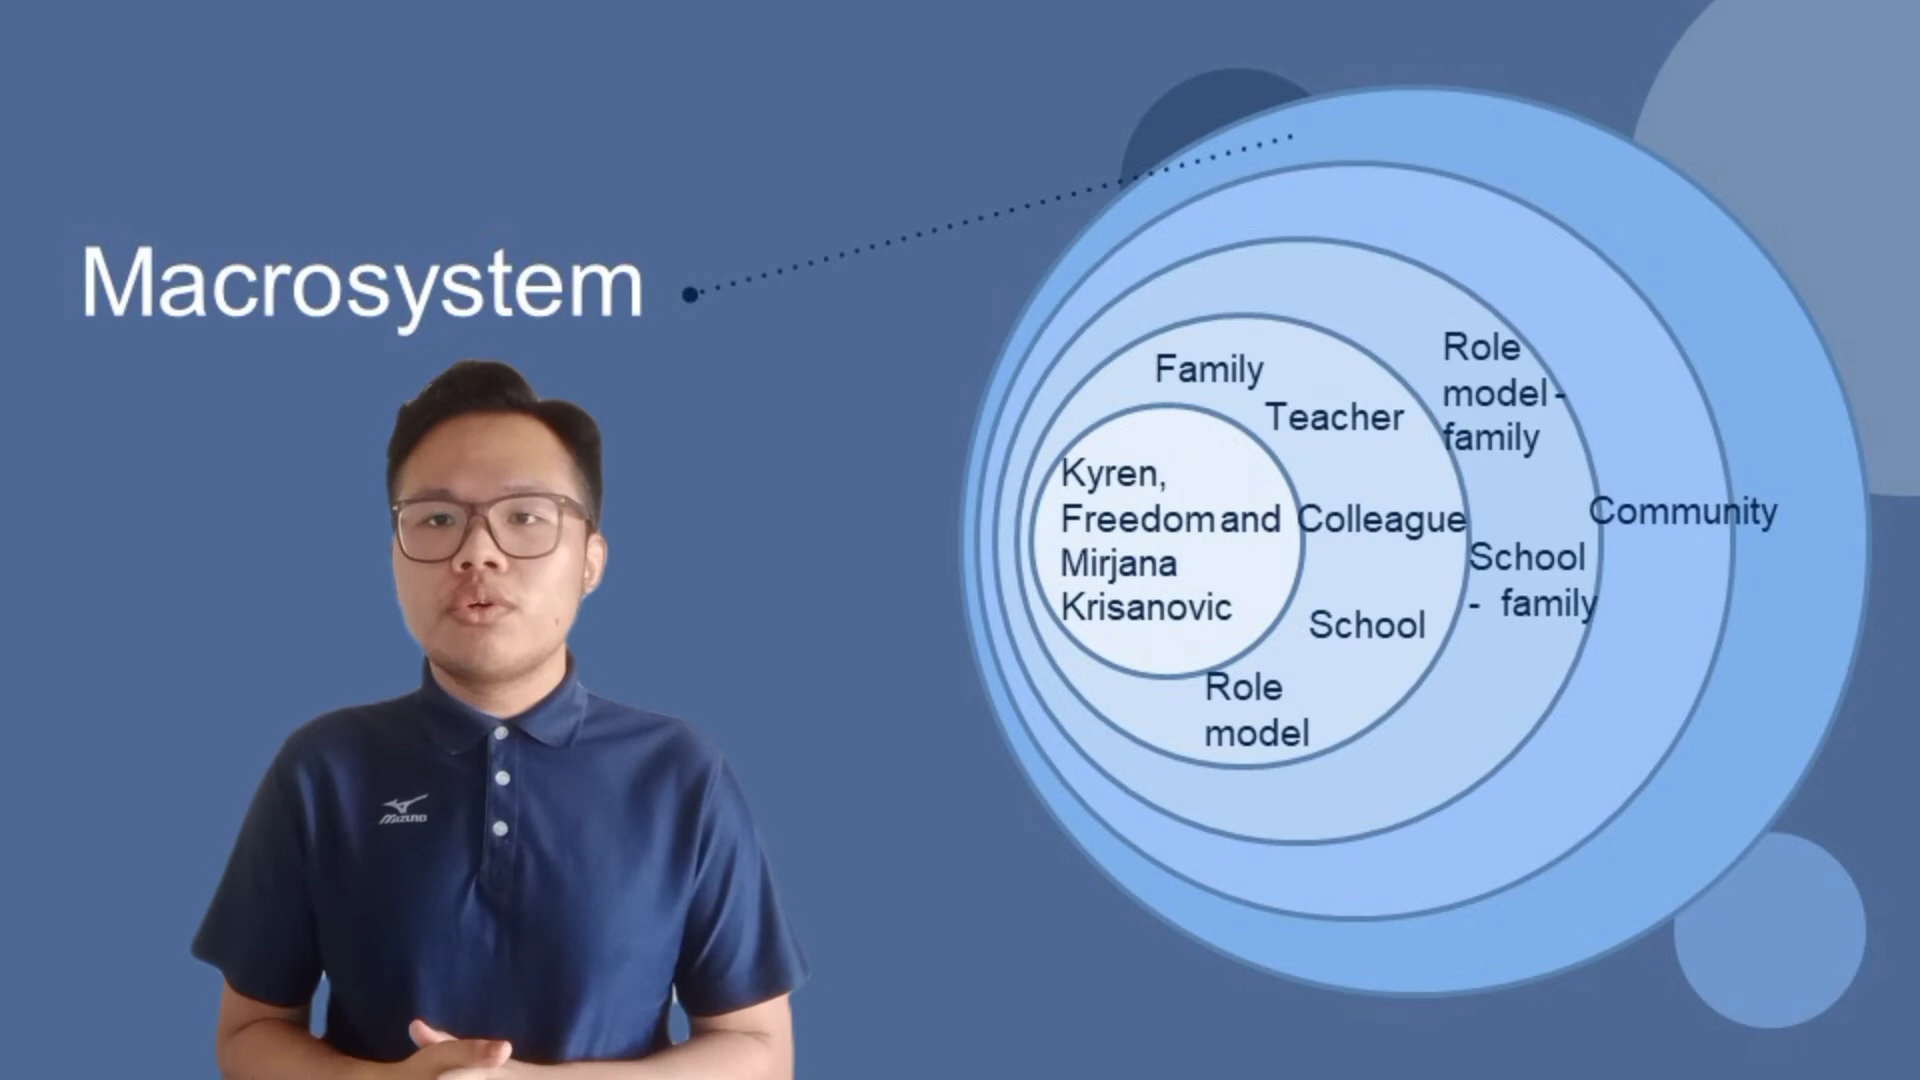 Macrosystem
Family
Teacher
Role
model -
family
Kyren,
Freedom and
Mirjana
Krisanovic
Colleague
Community
School
- family
School
Role
model
Mizuno